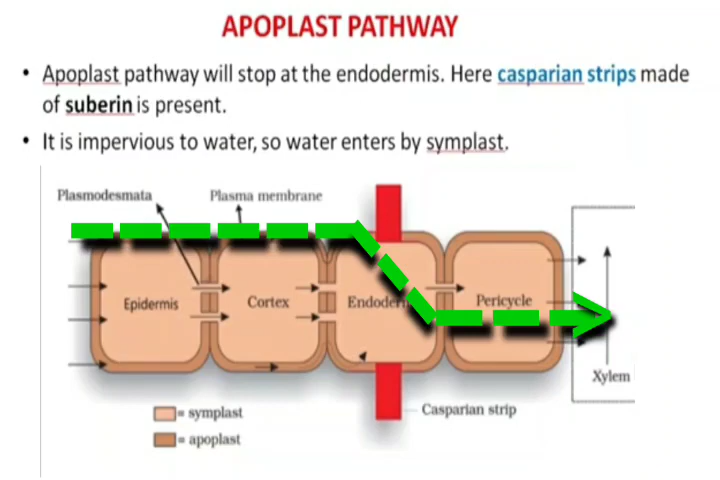 APOPLAST PATHWAY
• Apoplast pathway will stop at the endodermis. Here casparian strips made
of suberin is present.
• It is impervious to water, so water enters by symplast.
Plasmodesmata Plasma membrane
Epidermis Cortex Endoder Pericycle
Xylem
Casparian strip
= symplast
= apoplast